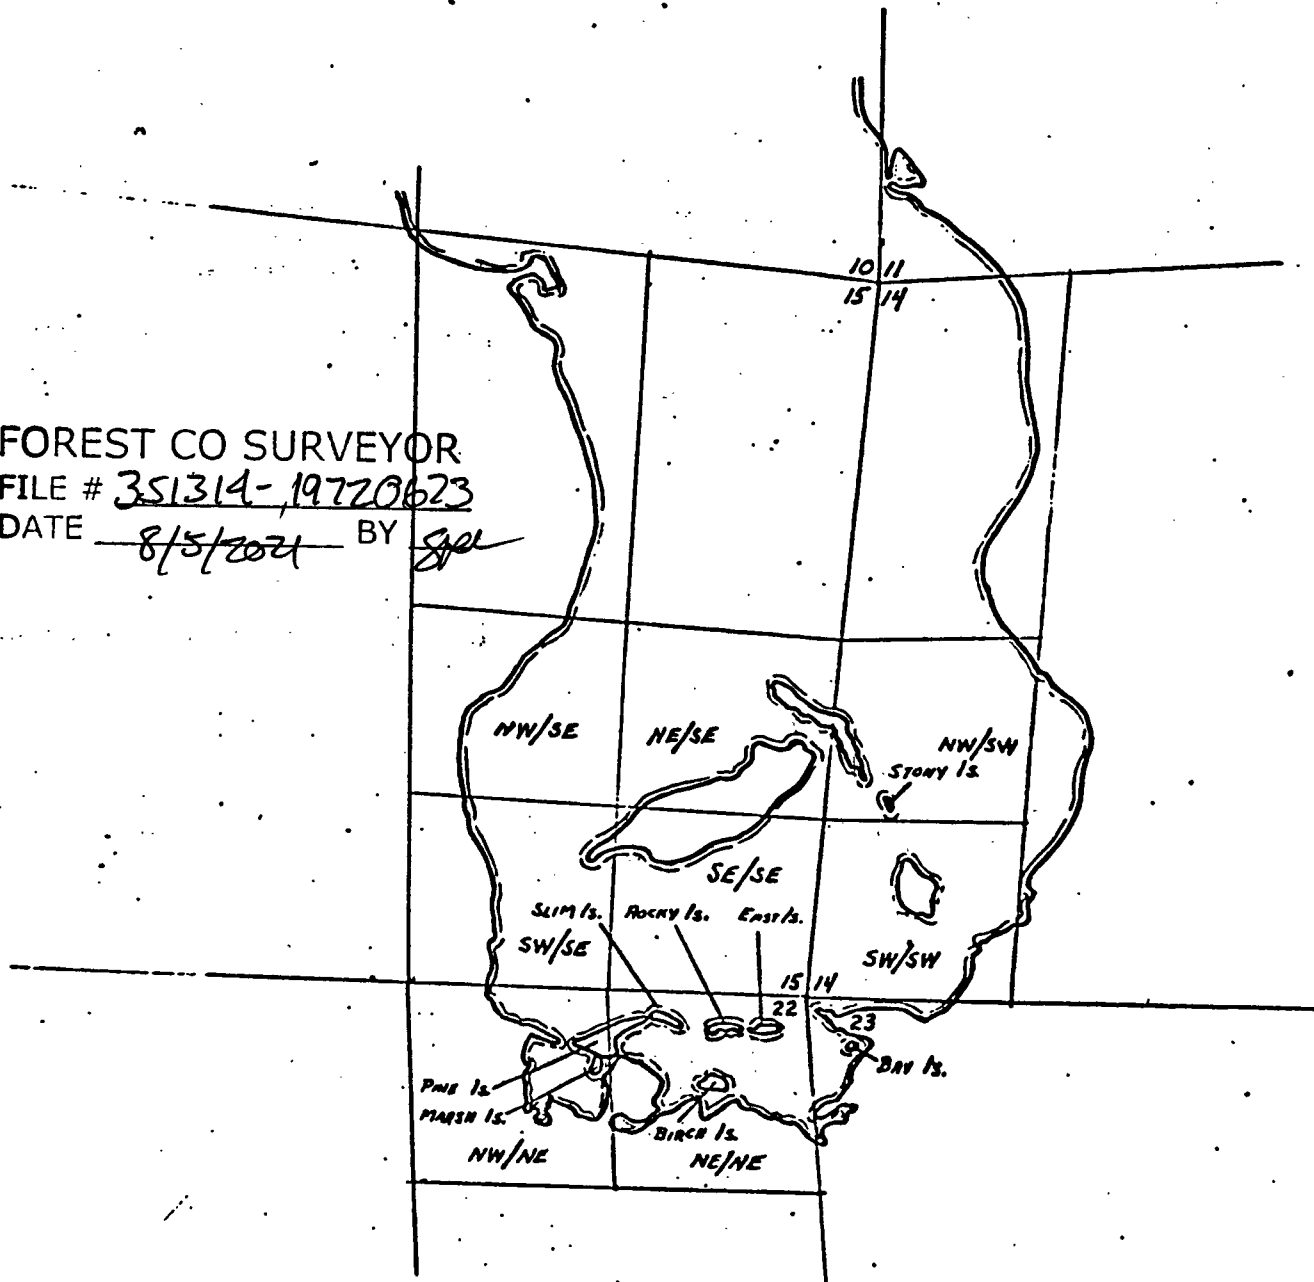 10 11
15 14
FOREST CO SURVEYOR
FILE # 351314-19720623
DATE 8/5/2021 BY
NW/SE
NE/SE
NW/SW
STONY Is.
SE/SE
SLIM Is. ROCKY Is. EAST Is.
SW/SE
SW/SW
15 14
22 23
BAY Is.
PINE Is.
MARSH Is.
BIRCH Is.
NW/NE
NE/NE